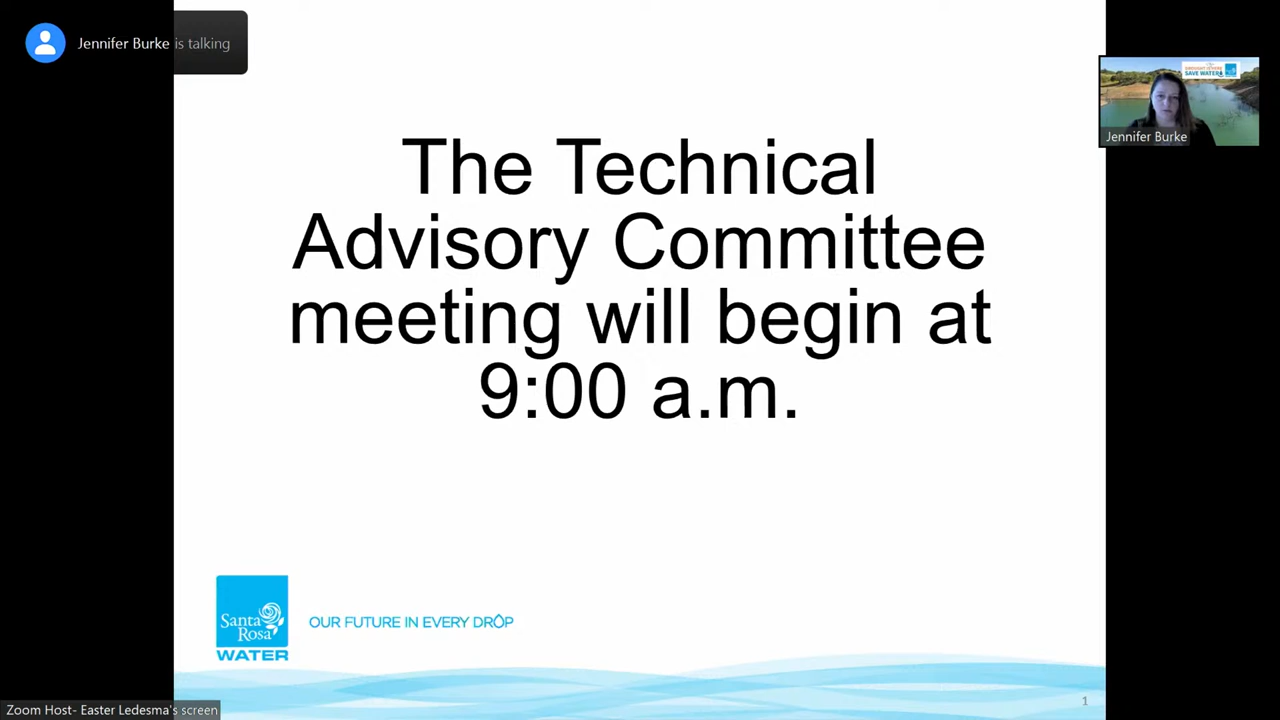 Jennifer Burke is talking
SAVE WATER
Jennifer Burke
The Technical
Advisory Committee
meeting will begin at
9:00 a.m.
Santa
Rosa
WATER
OUR FUTURE IN EVERY DROP
1
Zoom Host- Easter Ledesma's screen